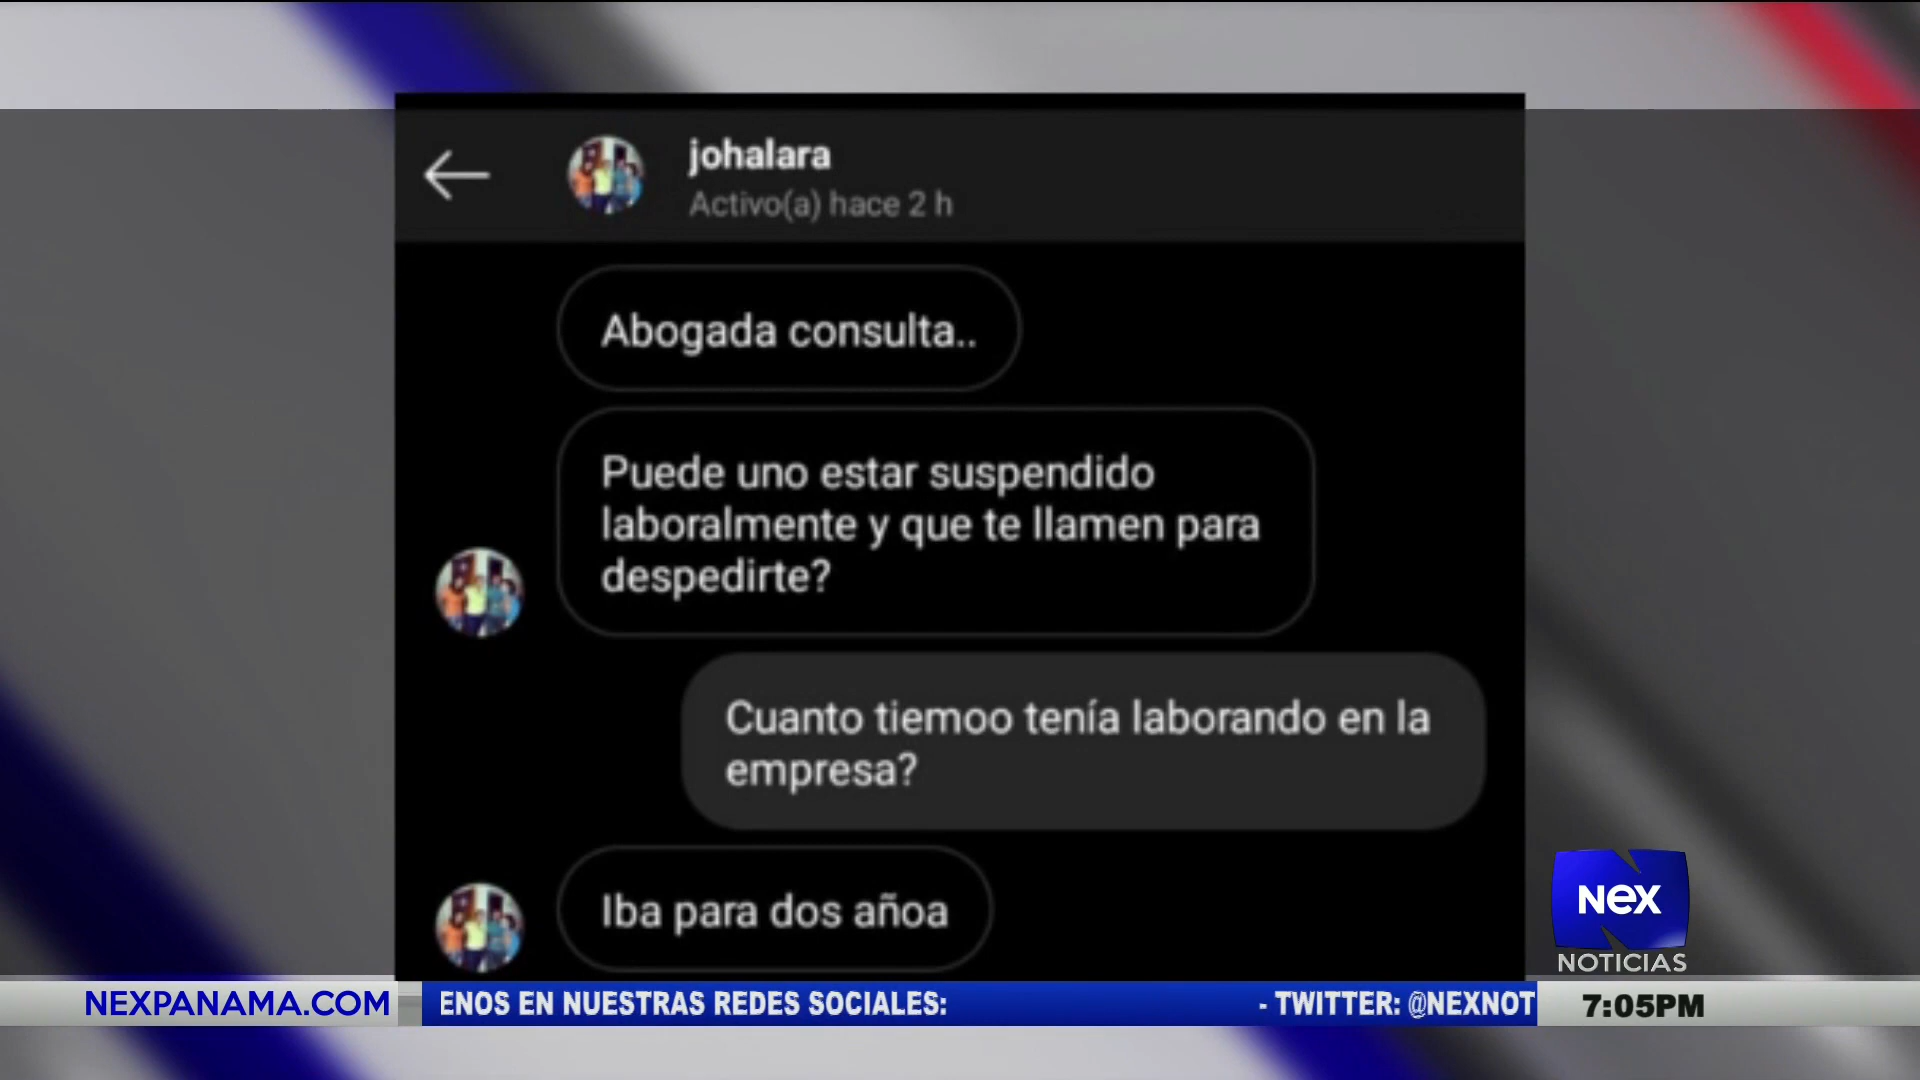 johalara
Activo(a) hace 2 h
Abogada consulta..
Puede uno estar suspendido
laboralmente y que te llamen para
despedirte?
Cuanto tiemoo tenía laborando en la
empresa?
Iba para dos añoa
Nex
NOTICIAS
NEXPANAMA.COM
ENOS EN NUESTRAS REDES SOCIALES:
- TWITTER: @NEXNOT
7:05PM